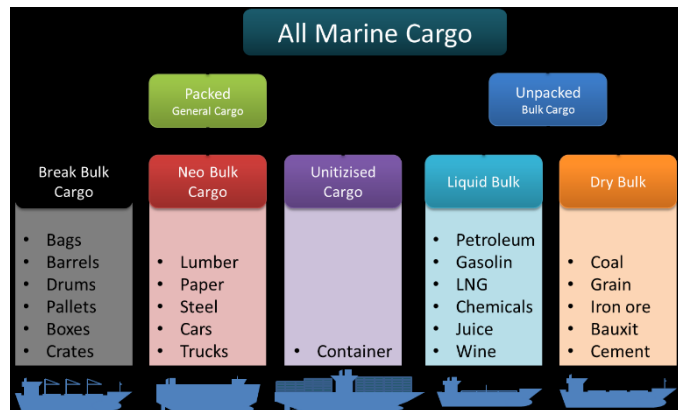 All Marine Cargo
Packed
General Cargo
Unpacked
Bulk Cargo
Break Bulk
Cargo
• Bags
• Barrels
• Drums
• Pallets
• Boxes
• Crates
Neo Bulk
Cargo
• Lumber
• Paper
• Steel
• Cars
• Trucks
Unitizised
Cargo
• Container
Liquid Bulk
• Petroleum
• Gasolin
• LNG
• Chemicals
• Juice
• Wine
Dry Bulk
• Coal
• Grain
• Iron ore
• Bauxit
• Cement